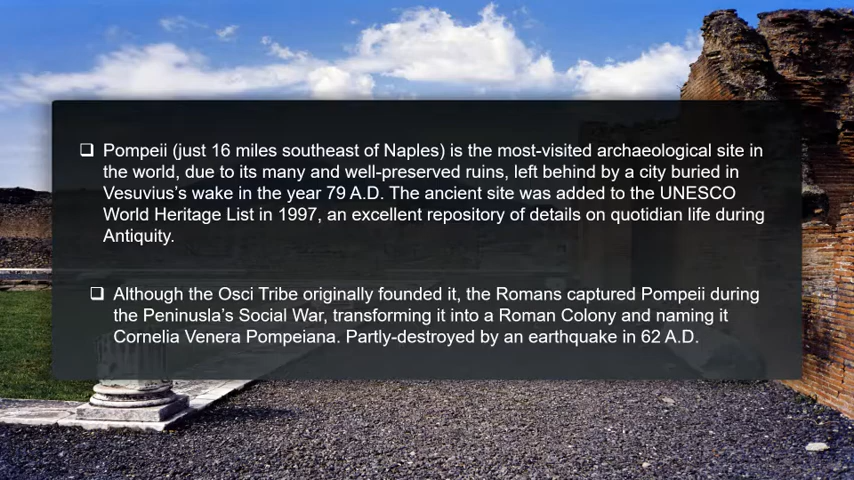 ❑ Pompeii (just 16 miles southeast of Naples) is the most-visited archaeological site in
the world, due to its many and well-preserved ruins, left behind by a city buried in
Vesuvius's wake in the year 79 A.D. The ancient site was added to the UNESCO
World Heritage List in 1997, an excellent repository of details on quotidian life during
Antiquity.
❑ Although the Osci Tribe originally founded it, the Romans captured Pompeii during
the Peninusla's Social War, transforming it into a Roman Colony and naming it
Cornelia Venera Pompeiana. Partly-destroyed by an earthquake in 62 A.D.